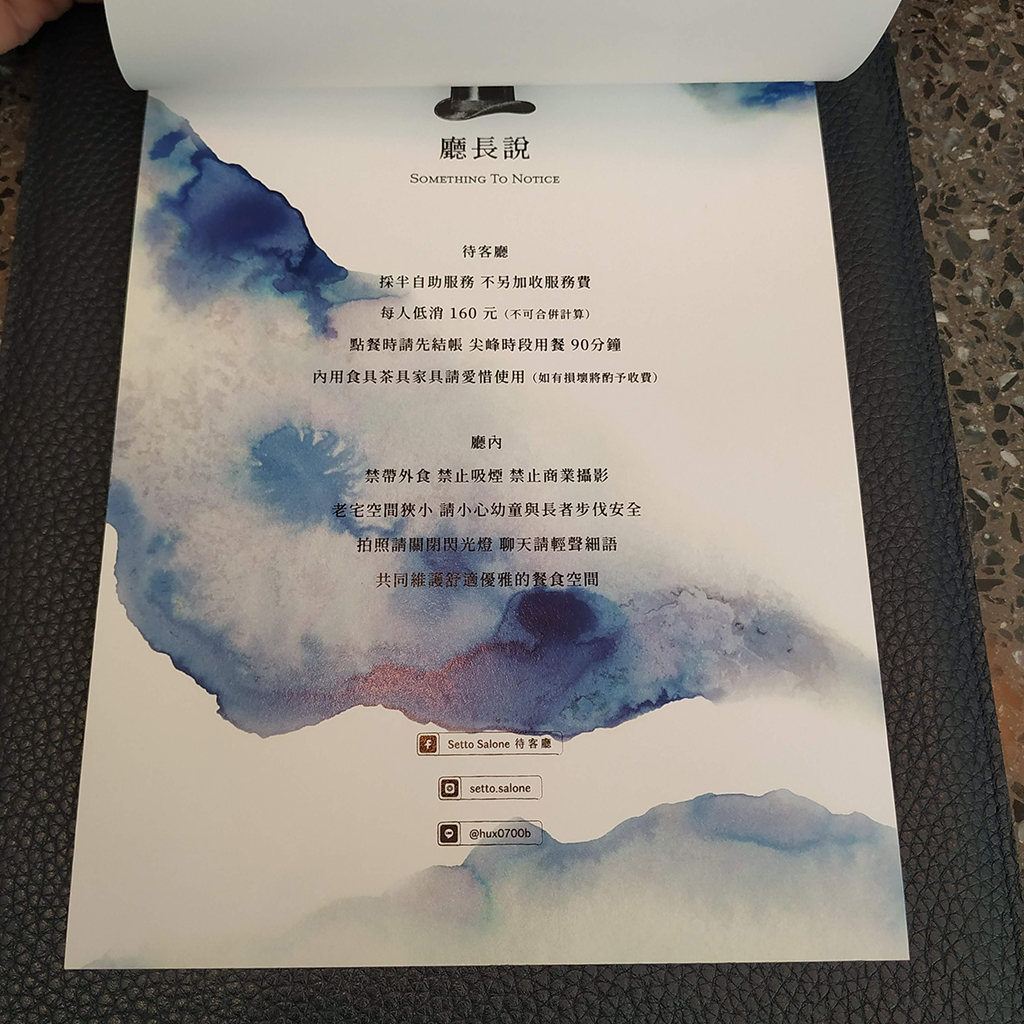 廳長說
SOMETHING TO NOTICE
待客廳
採半自助服務 不另加收服務費
每人低消 160 元（不可合併計算）
點餐時請先結帳 尖峰時段用餐 90分鐘
內用食具茶具家具請愛惜使用（如有損壞將酌予收費）
廳內
禁帶外食 禁止吸煙 禁止商業攝影
老宅空間狹小 請小心幼童與長者步伐安全
拍照請關閉閃光燈 聊天請輕聲細語
共同維護舒適優雅的餐食空間
Setto Salone 待客廳
setto.salone
@hux0700b